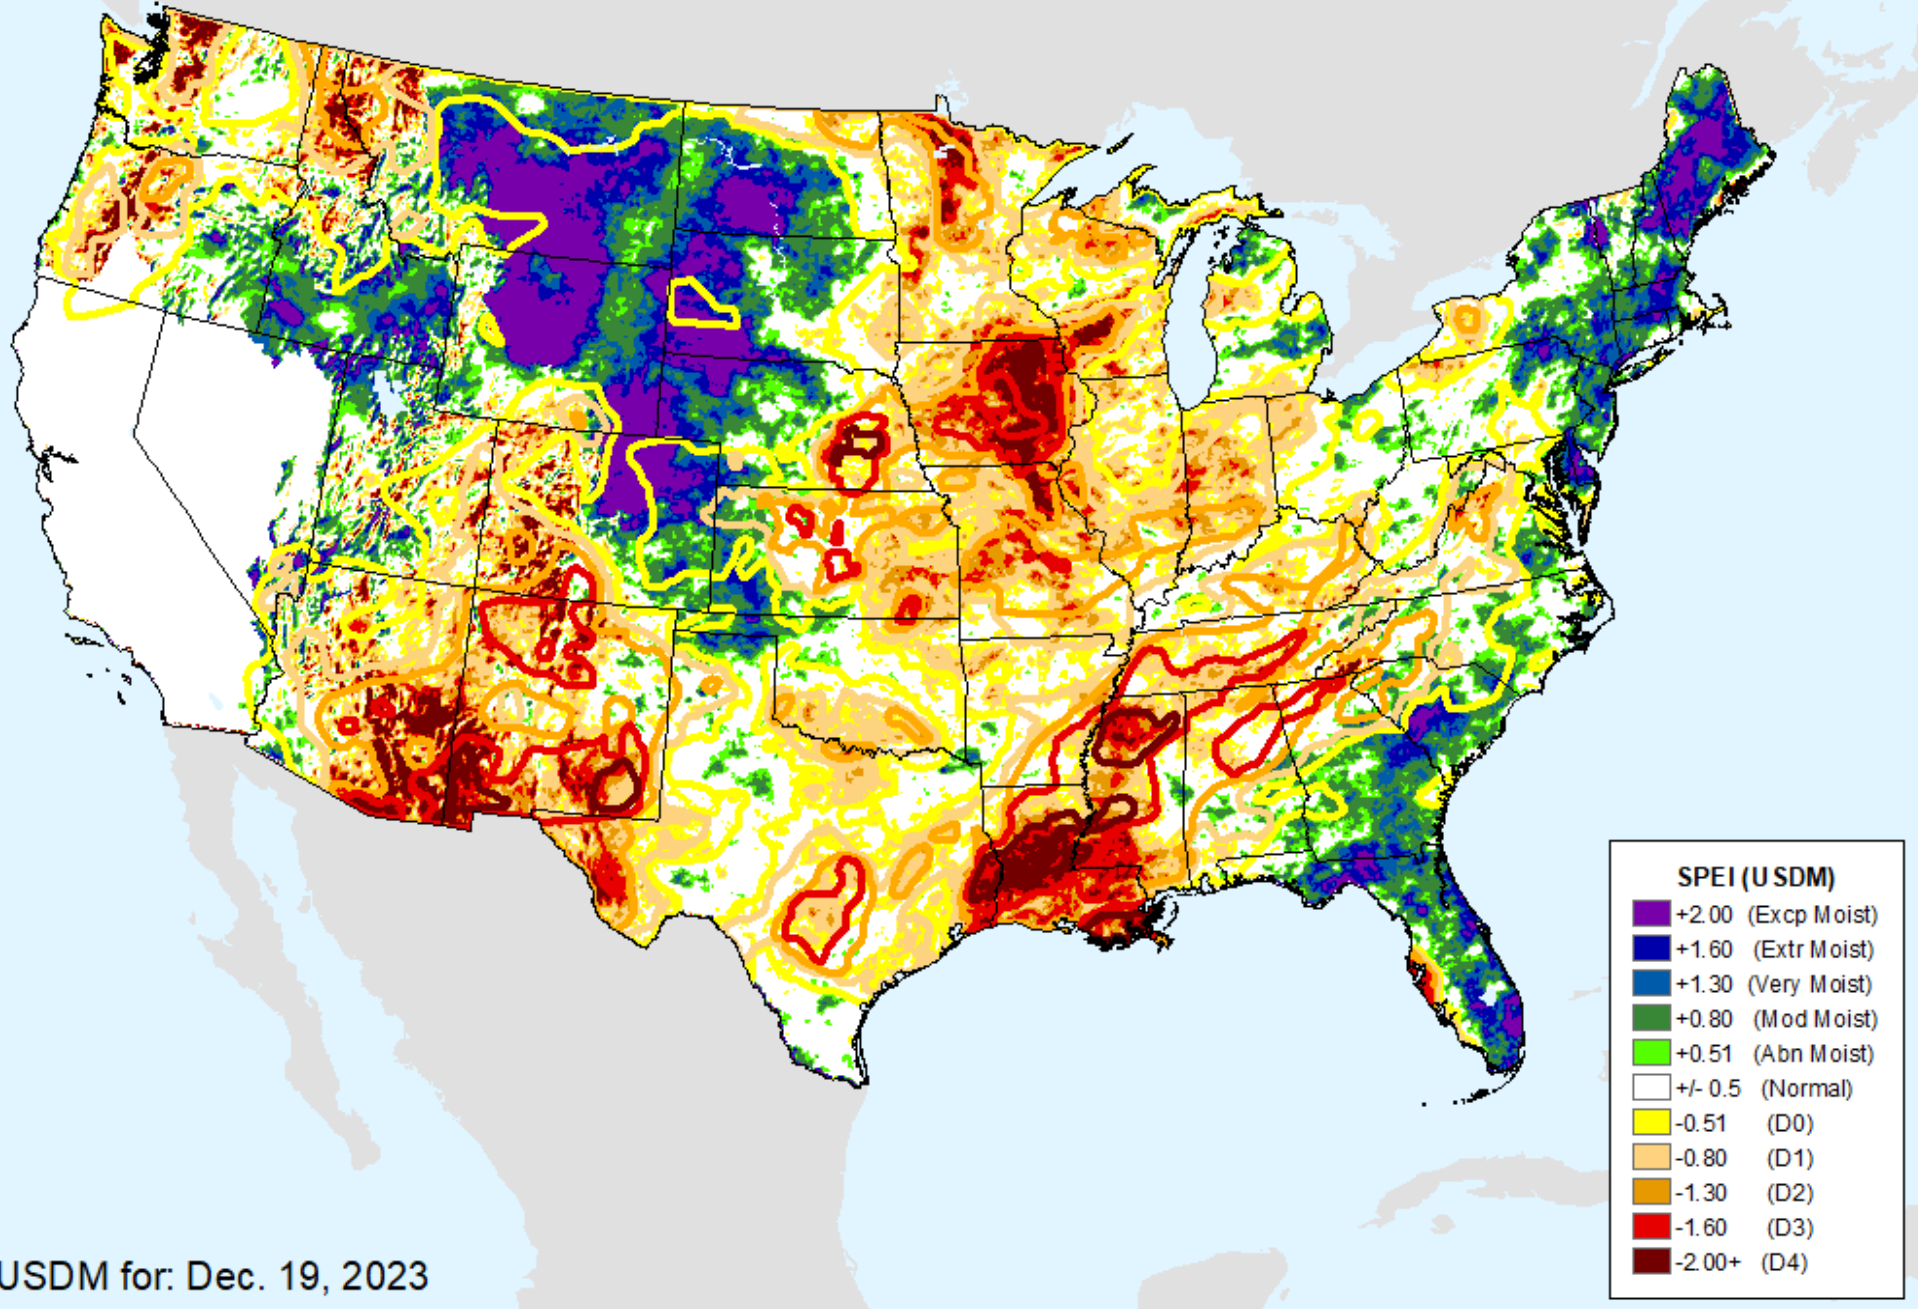 SPEI (USDM)
+2.00 (Excp Moist)
+1.60 (Extr Moist)
+1.30 (Very Moist)
+0.80 (Mod Moist)
+0.51 (Abn Moist)
+/- 0.5 (Normal)
-0.51 (D0)
-0.80 (D1)
-1.30 (D2)
-1.60 (D3)
-2.00+ (D4)
USDM for: Dec. 19, 2023